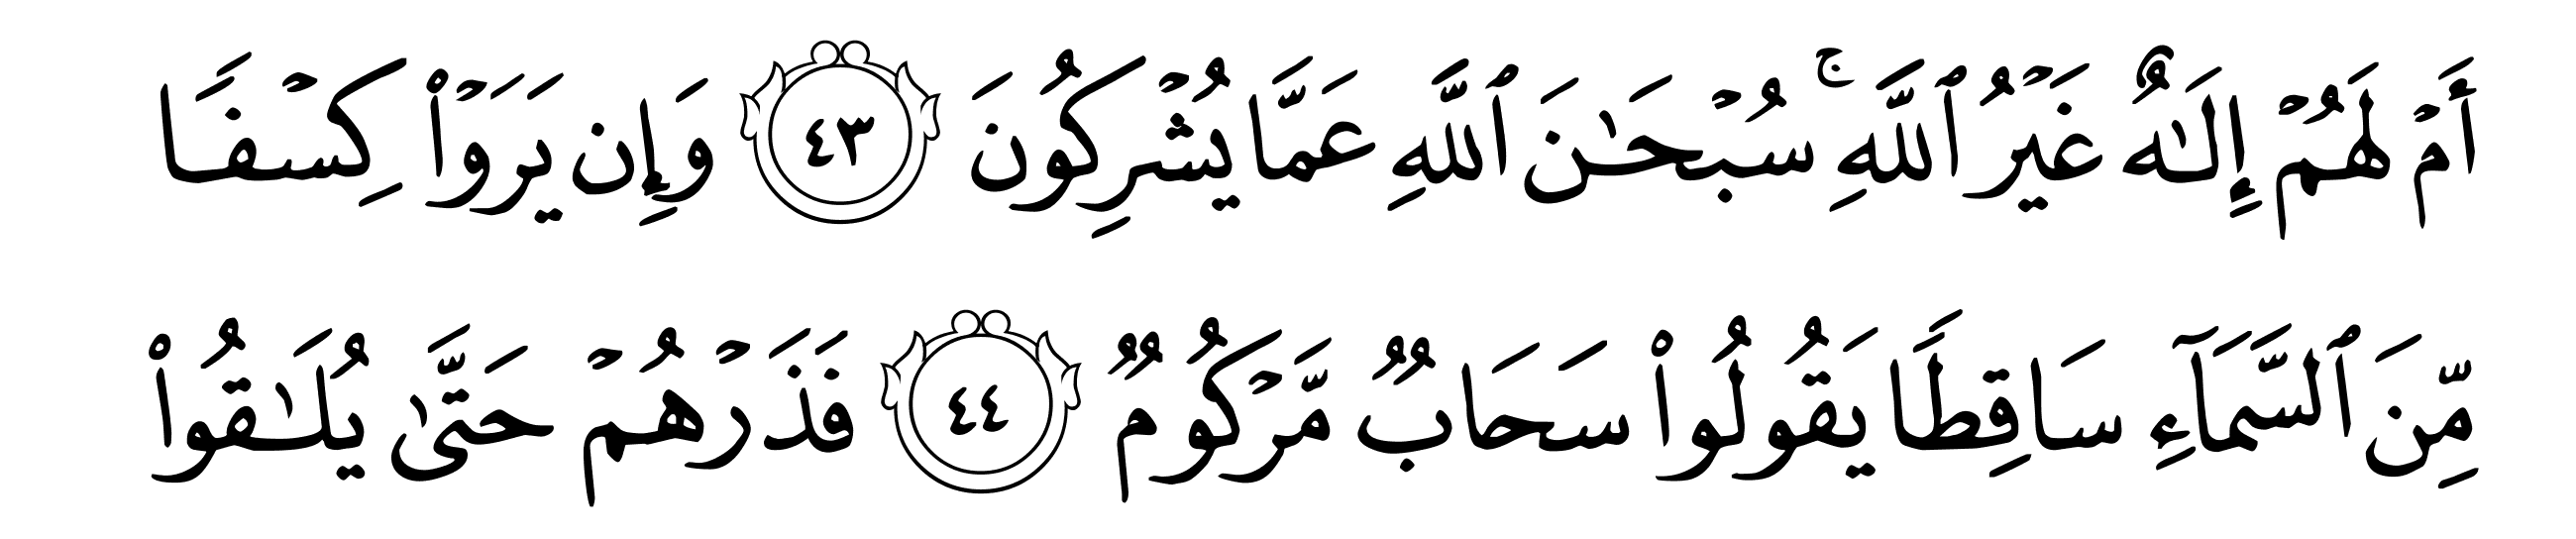 أَمْ لَهُمْ إِلَـٰهٌ غَيْرُ ٱللَّهِ ۚ سُبْحَـٰنَ ٱللَّهِ عَمَّا يُشْرِكُونَ ٤٣ وَإِن يَرَوْا۟ كِسْفًا
مِّنَ ٱلسَّمَآءِ سَاقِطًا يَقُولُوا۟ سَحَابٌ مَّرْكُومٌ ٤٤ فَذَرْهُمْ حَتَّىٰ يُلَـٰقُوا۟